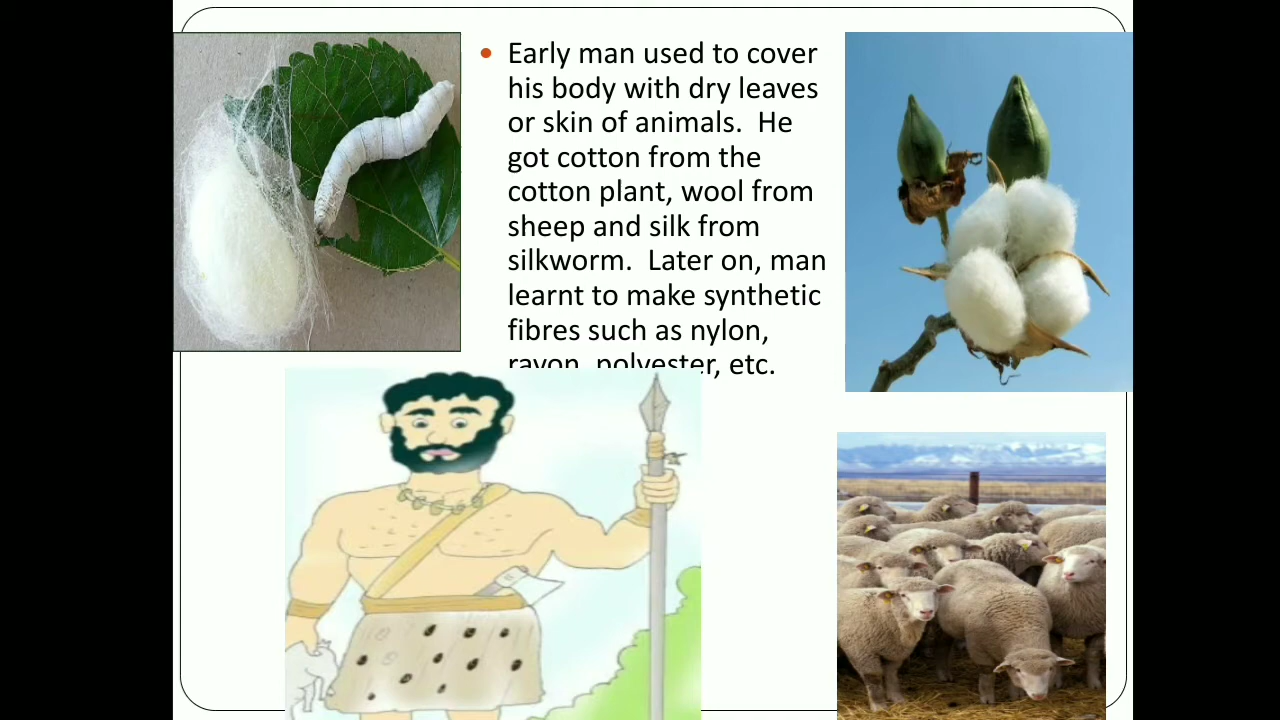 Early man used to cover
his body with dry leaves
or skin of animals.  He
got cotton from the
cotton plant, wool from
sheep and silk from
silkworm.  Later on, man
learnt to make synthetic
fibres such as nylon,
rayon, polyester, etc.